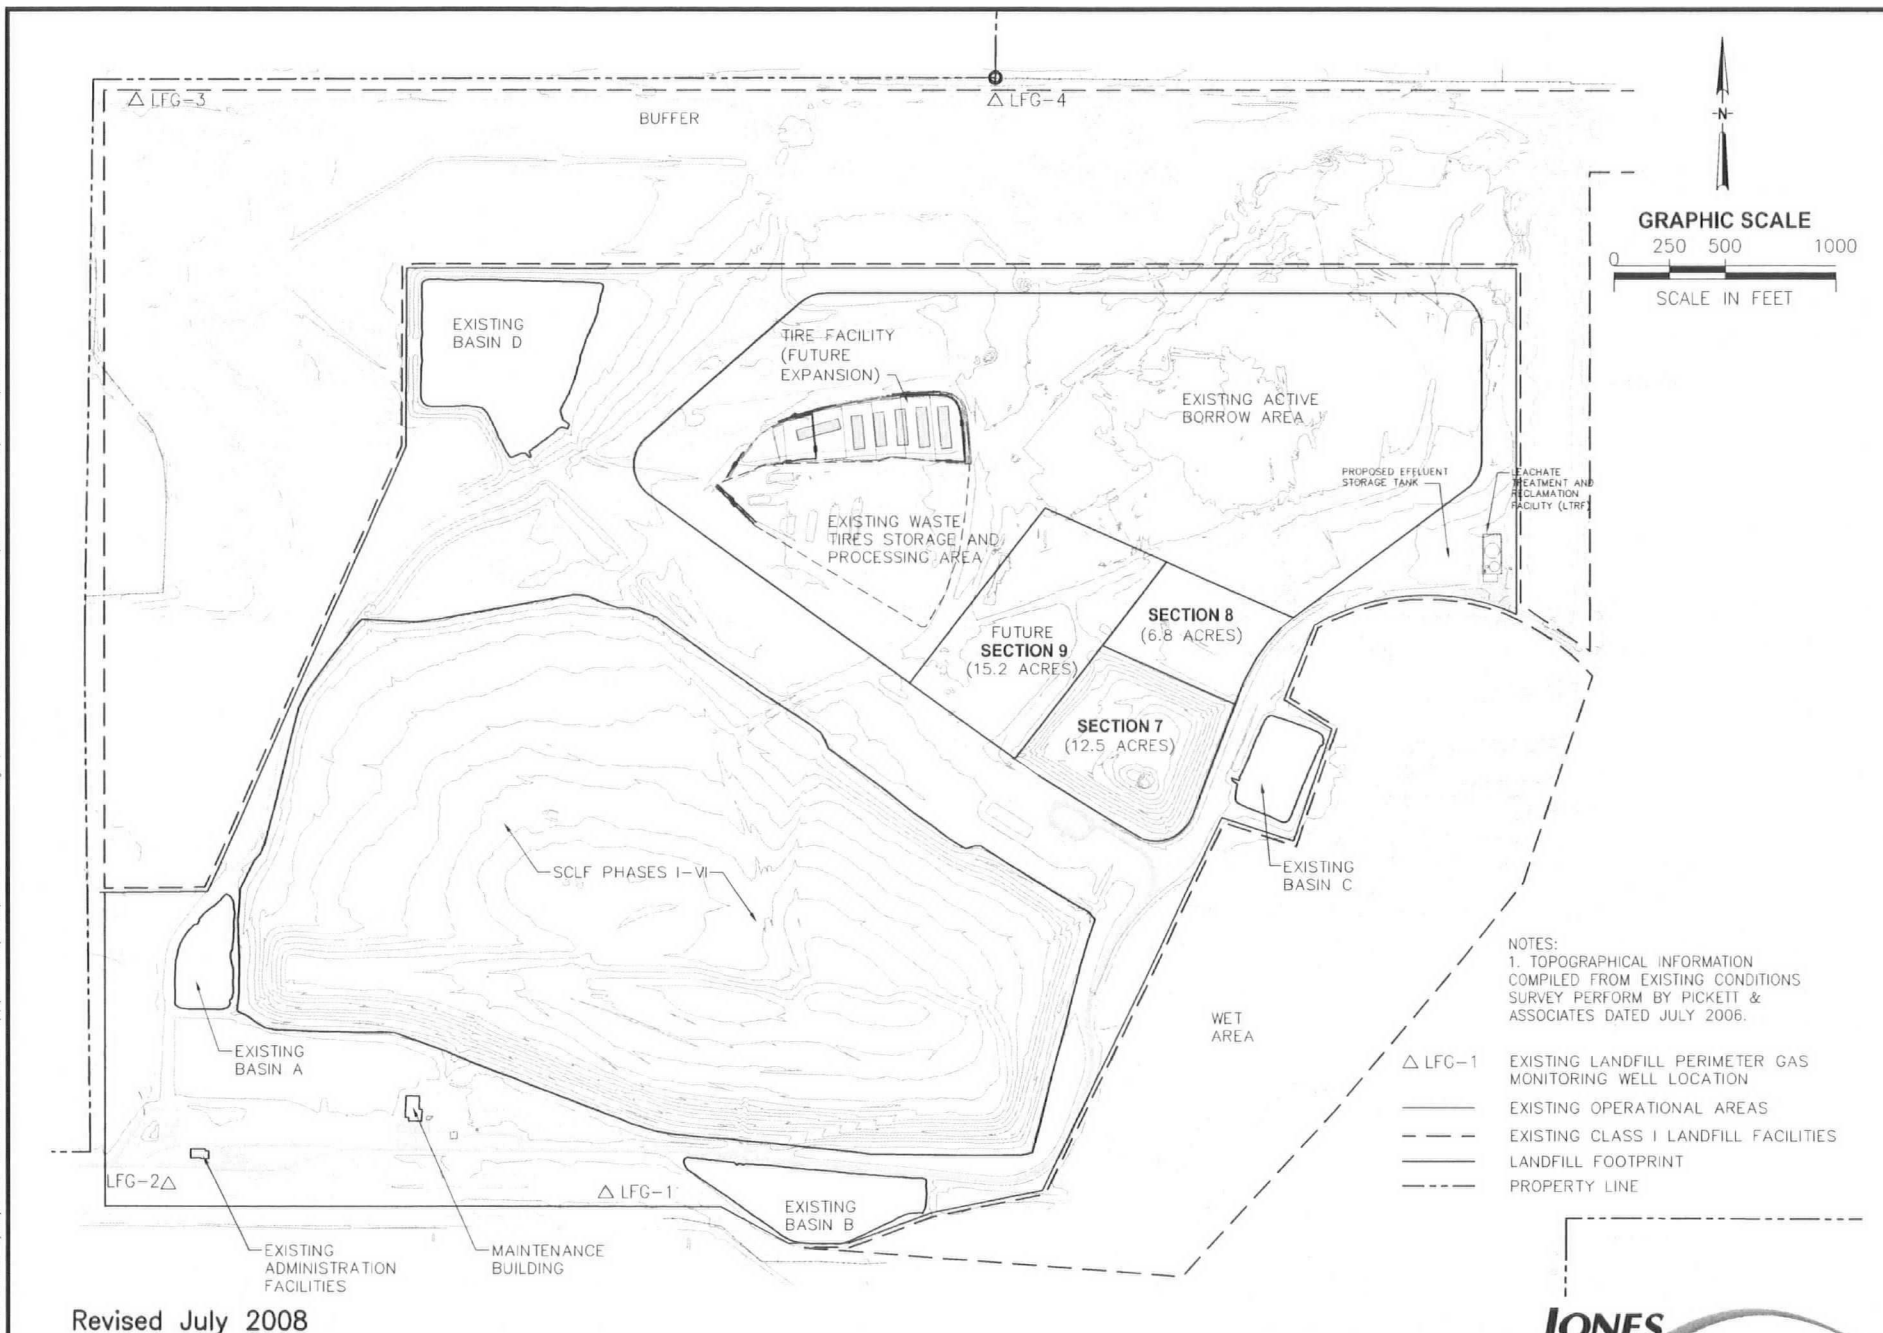 △ LFG-3
△ LFG-4
BUFFER
N
GRAPHIC SCALE
0 250 500 1000
SCALE IN FEET
EXISTING
BASIN D
TIRE FACILITY
(FUTURE
EXPANSION)
EXISTING ACTIVE
BORROW AREA
PROPOSED EFFLUENT
STORAGE TANK
LEACHATE
TREATMENT AND
RECLAMATION
FACILITY (LTRF)
EXISTING WASTE
TIRES STORAGE AND
PROCESSING AREA
SECTION 8
(6.8 ACRES)
FUTURE
SECTION 9
(15.2 ACRES)
SECTION 7
(12.5 ACRES)
SCLF PHASES I-VI
EXISTING
BASIN C
NOTES:
1. TOPOGRAPHICAL INFORMATION
COMPILED FROM EXISTING CONDITIONS
SURVEY PERFORM BY PICKETT &
ASSOCIATES DATED JULY 2006.
WET
AREA
EXISTING
BASIN A
△ LFG-1 EXISTING LANDFILL PERIMETER GAS
MONITORING WELL LOCATION
EXISTING OPERATIONAL AREAS
EXISTING CLASS I LANDFILL FACILITIES
LANDFILL FOOTPRINT
PROPERTY LINE
LFG-2 △
△ LFG-1
EXISTING
BASIN B
EXISTING
ADMINISTRATION
FACILITIES
MAINTENANCE
BUILDING
Revised July 2008
JONES